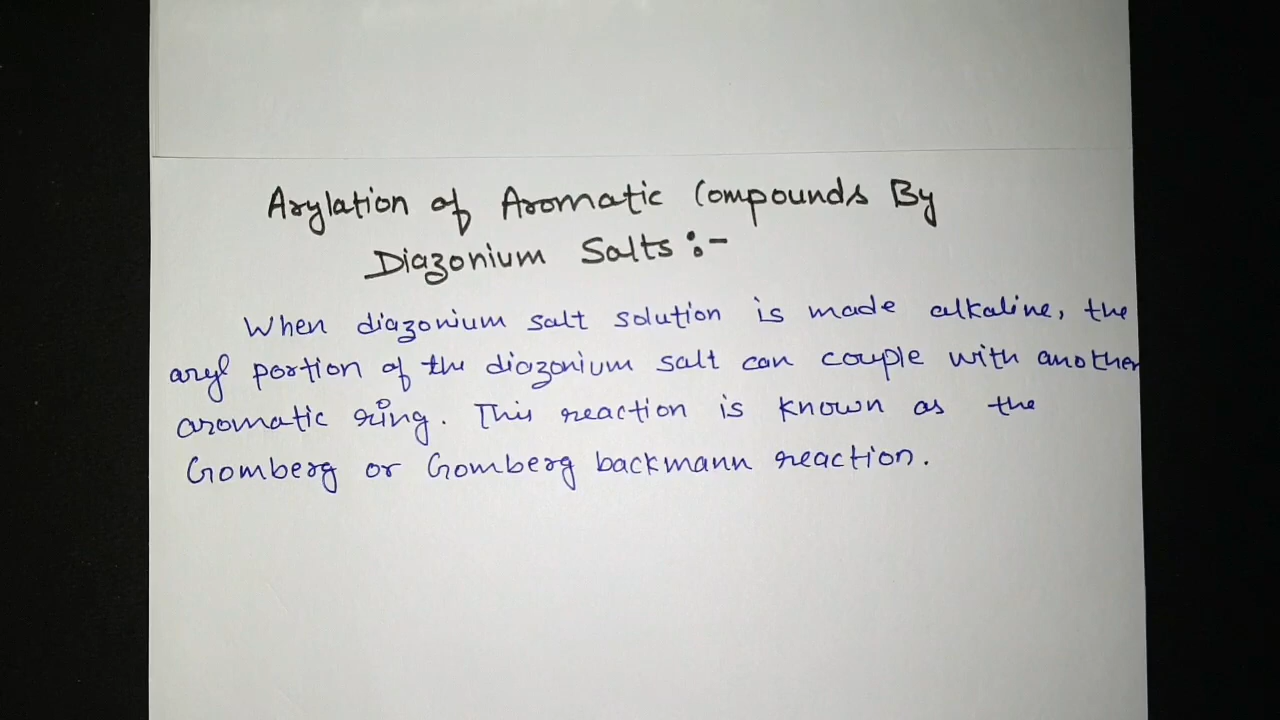 Arylation of Aromatic Compounds By
Diazonium Salts :-
When diazonium salt solution is made alkaline, the
aryl portion of the diazonium salt can couple with another
aromatic ring. This reaction is known as the
Gomberg or Gomberg backmann reaction.